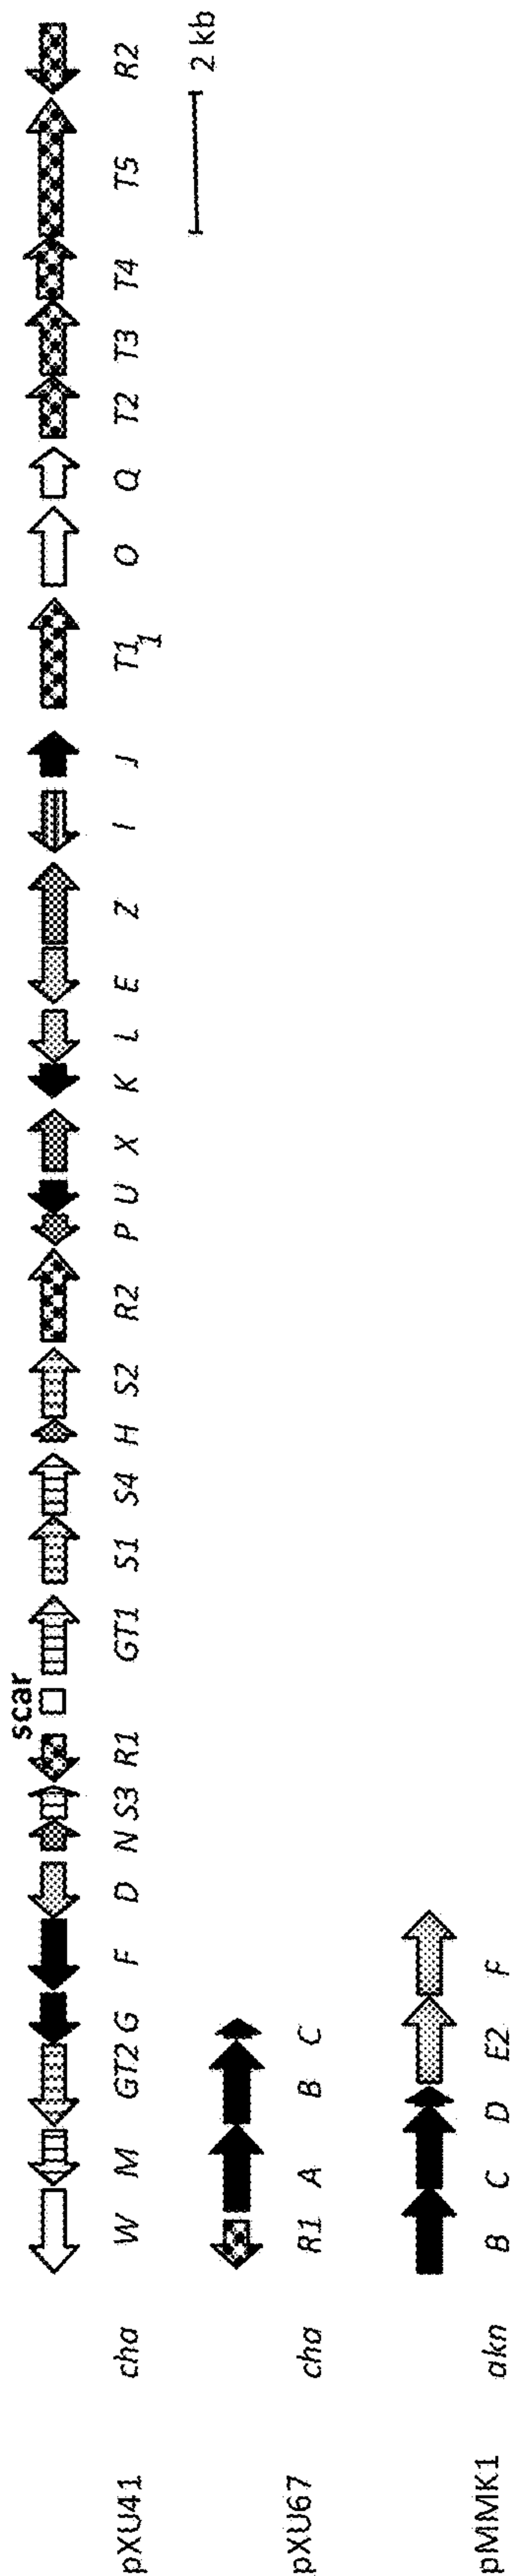 scar
pXU41 cha W M GT2 G F D N S3 R1 GT1 S1 S4 H S2 R2 P U X K L E Z I J T1 1 O Q T2 T3 T4 T5 R2
2 kb
pXU67 cha R1 A B C
pMMK1 akn B C D E2 F